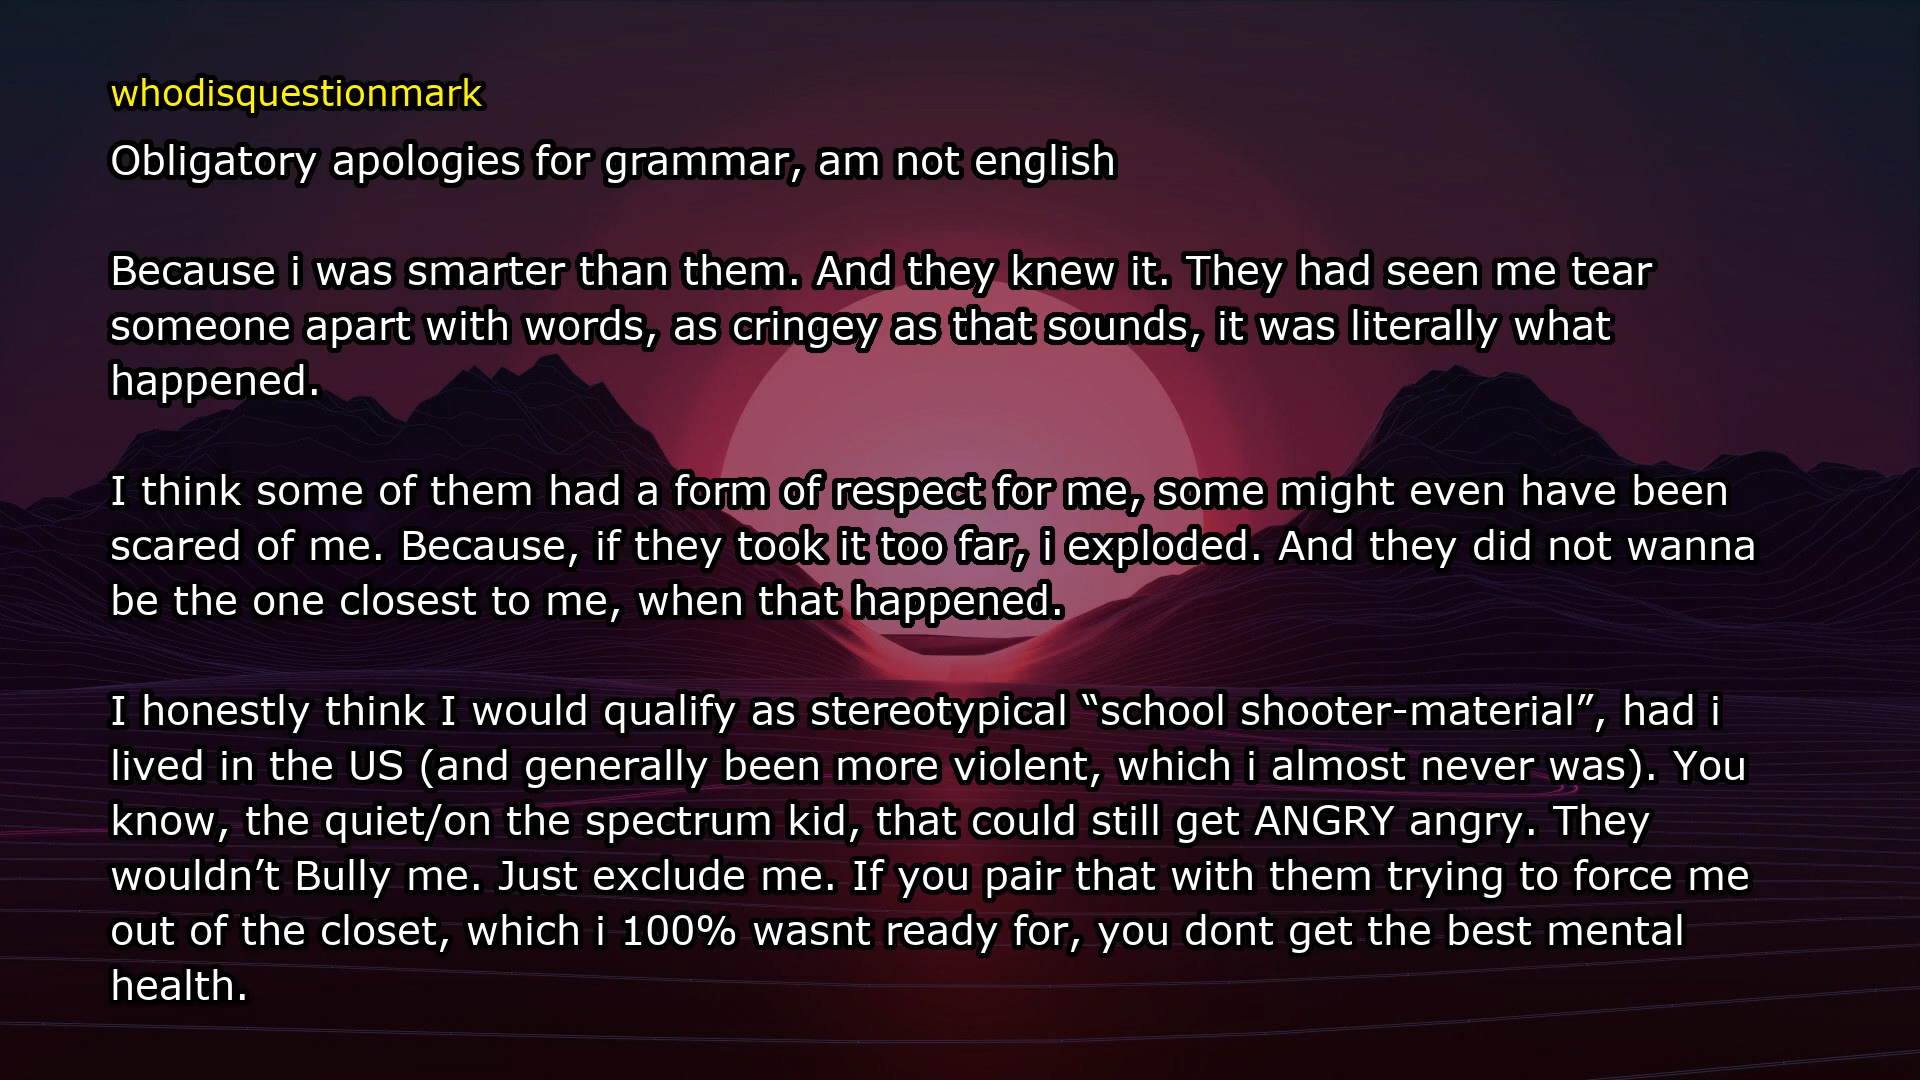 whodisquestionmark
Obligatory apologies for grammar, am not english
Because i was smarter than them. And they knew it. They had seen me tear
someone apart with words, as cringey as that sounds, it was literally what
happened.
I think some of them had a form of respect for me, some might even have been
scared of me. Because, if they took it too far, i exploded. And they did not wanna
be the one closest to me, when that happened.
I honestly think I would qualify as stereotypical “school shooter-material”, had i
lived in the US (and generally been more violent, which i almost never was). You
know, the quiet/on the spectrum kid, that could still get ANGRY angry. They
wouldn’t Bully me. Just exclude me. If you pair that with them trying to force me
out of the closet, which i 100% wasnt ready for, you dont get the best mental
health.